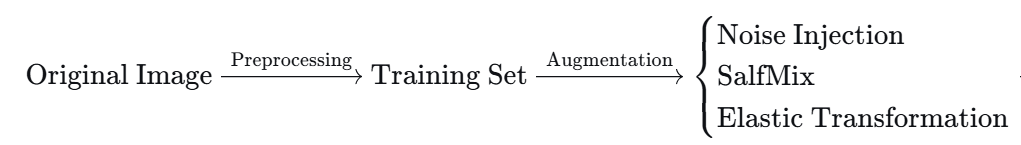 Original Image Preprocessing Training Set Augmentation
Noise Injection
SalfMix
Elastic Transformation